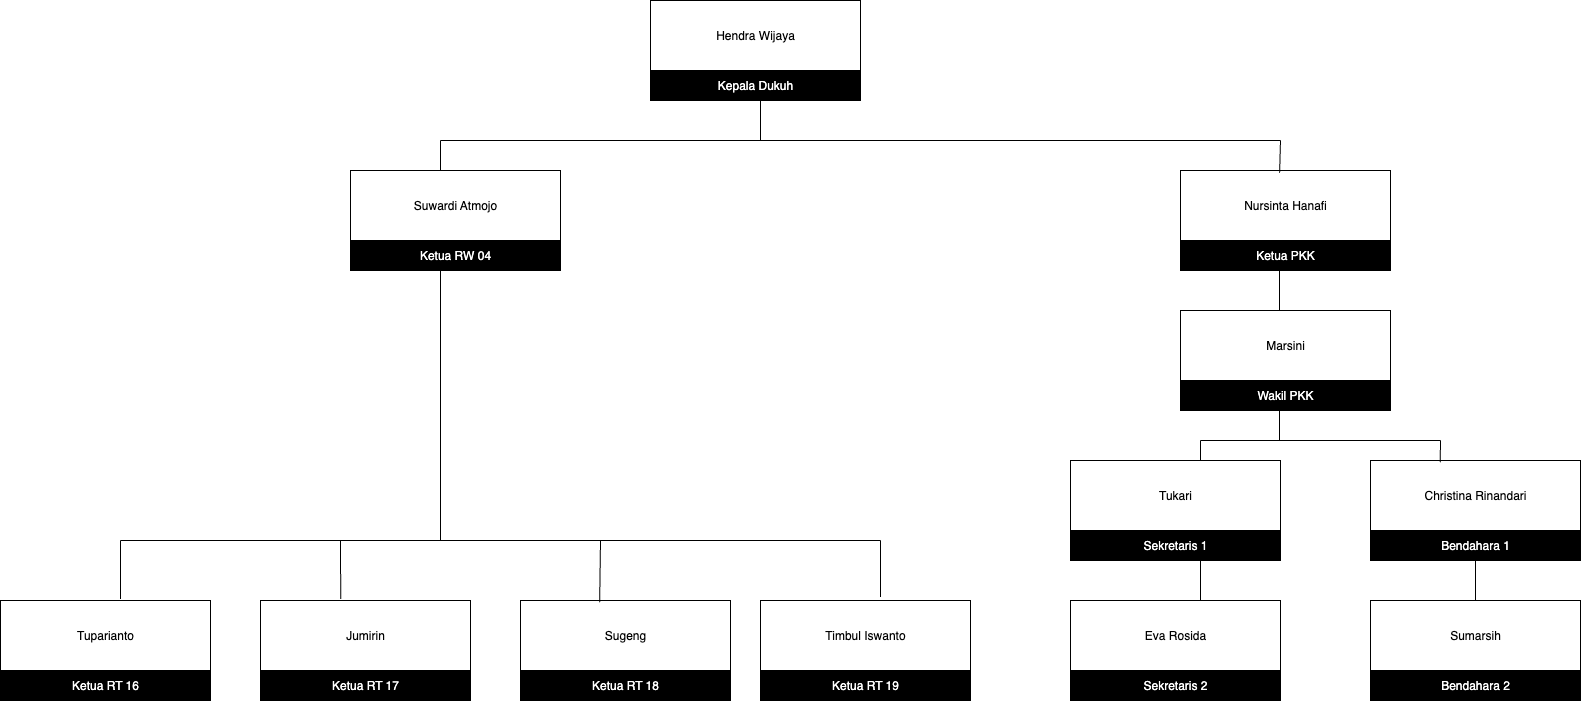 Hendra Wijaya
Kepala Dukuh
Suwardi Atmojo
Ketua RW 04
Nursinta Hanafi
Ketua PKK
Marsini
Wakil PKK
Tukari
Sekretaris 1
Christina Rinandari
Bendahara 1
Tuparianto
Ketua RT 16
Jumirin
Ketua RT 17
Sugeng
Ketua RT 18
Timbul Iswanto
Ketua RT 19
Eva Rosida
Sekretaris 2
Sumarsih
Bendahara 2